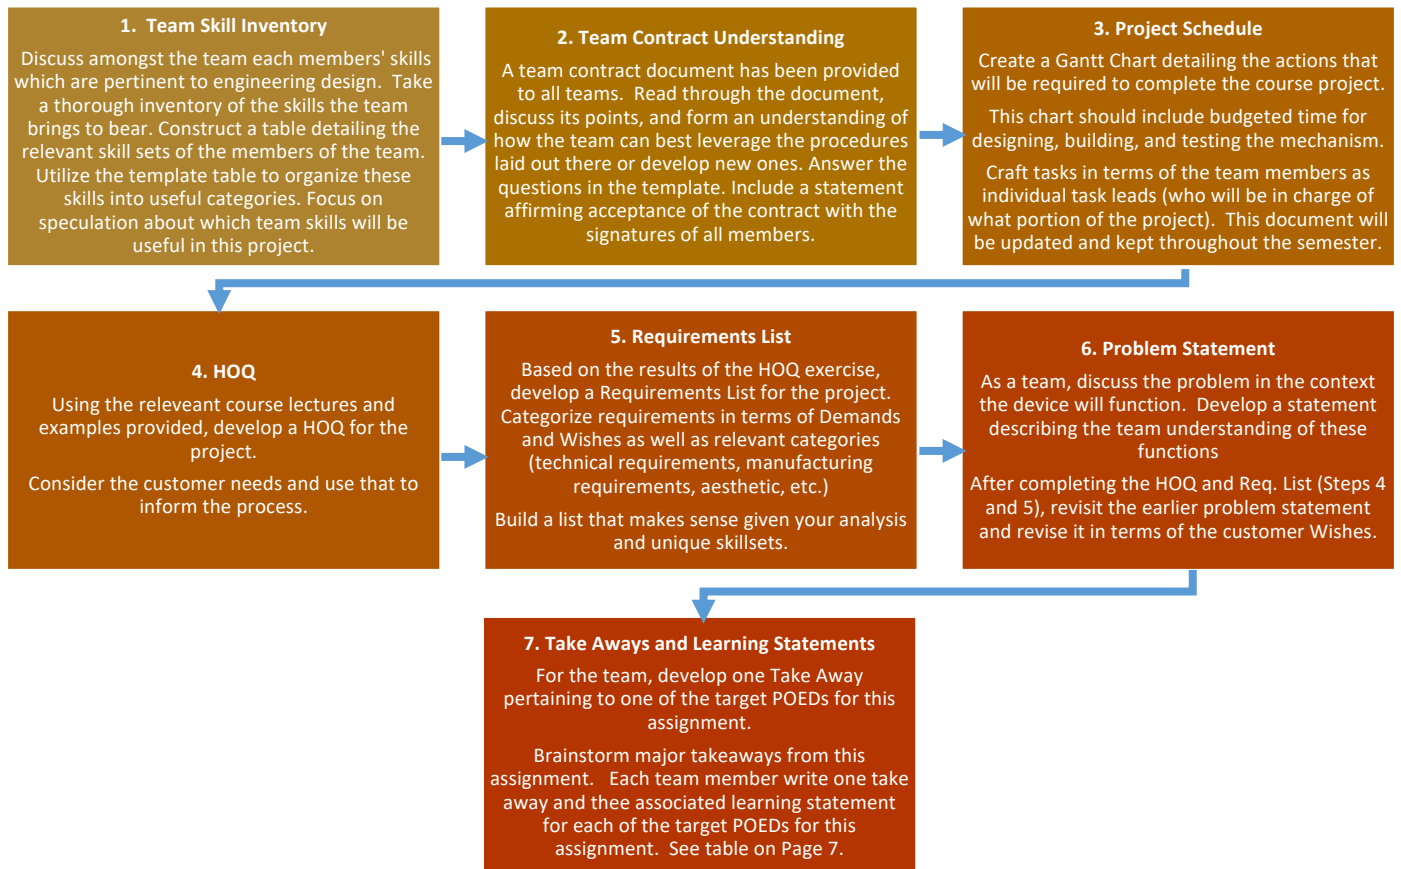 1.  Team Skill Inventory
Discuss amongst the team each members' skills
which are pertinent to engineering design.  Take
a thorough inventory of the skills the team
brings to bear. Construct a table detailing the
relevant skill sets of the members of the team.
Utilize the template table to organize these
skills into useful categories. Focus on
speculation about which team skills will be
useful in this project.
2. Team Contract Understanding
A team contract document has been provided
to all teams.  Read through the document,
discuss its points, and form an understanding of
how the team can best leverage the procedures
laid out there or develop new ones. Answer the
questions in the template. Include a statement
affirming acceptance of the contract with the
signatures of all members.
3. Project Schedule
Create a Gantt Chart detailing the actions that
will be required to complete the course project.
This chart should include budgeted time for
designing, building, and testing the mechanism.
Craft tasks in terms of the team members as
individual task leads (who will be in charge of
what portion of the project).  This document will
be updated and kept throughout the semester.
4. HOQ
Using the releveant course lectures and
examples provided, develop a HOQ for the
project.
Consider the customer needs and use that to
inform the process.
5. Requirements List
Based on the results of the HOQ exercise,
develop a Requirements List for the project.
Categorize requirements in terms of Demands
and Wishes as well as relevant categories
(technical requirements, manufacturing
requirements, aesthetic, etc.)
Build a list that makes sense given your analysis
and unique skillsets.
6. Problem Statement
As a team, discuss the problem in the context
the device will function.  Develop a statement
describing the team understanding of these
functions
After completing the HOQ and Req. List (Steps 4
and 5), revisit the earlier problem statement
and revise it in terms of the customer Wishes.
7. Take Aways and Learning Statements
For the team, develop one Take Away
pertaining to one of the target POEDs for this
assignment.
Brainstorm major takeaways from this
assignment.   Each team member write one take
away and thee associated learning statement
for each of the target POEDs for this
assignment.  See table on Page 7.